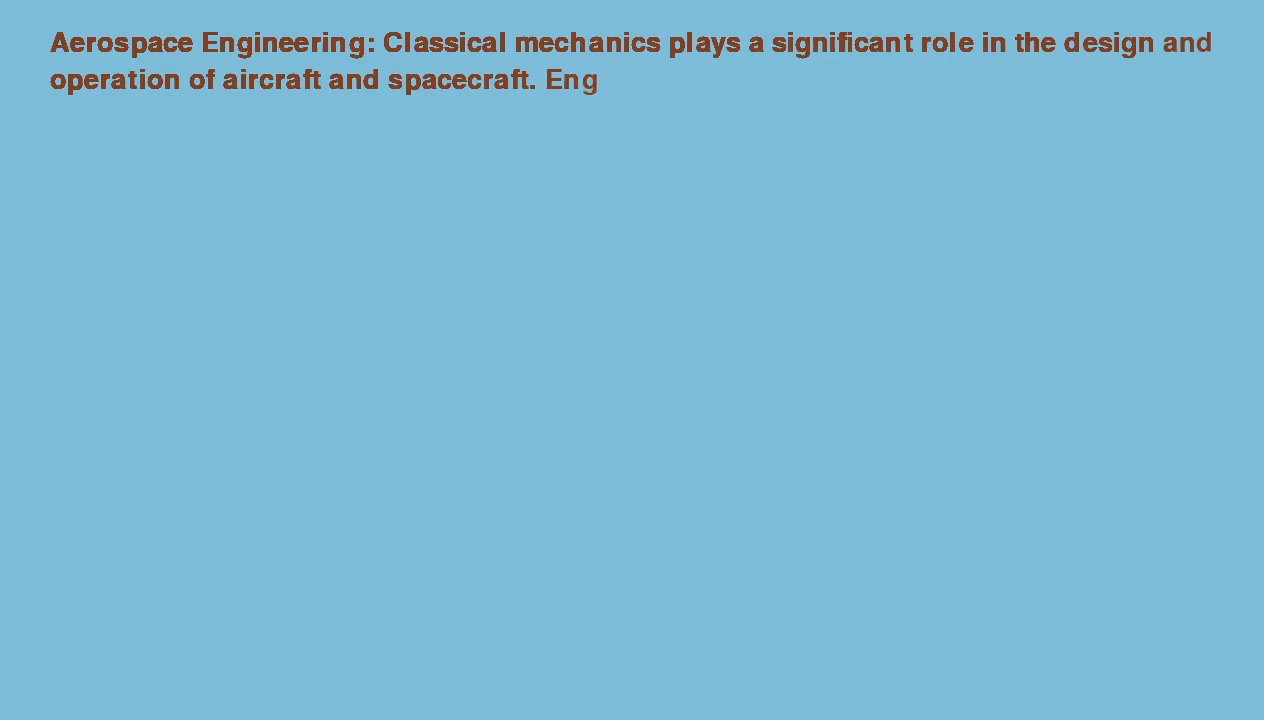 Aerospace Engineering: Classical mechanics plays a significant role in the design and
operation of aircraft and spacecraft. Eng